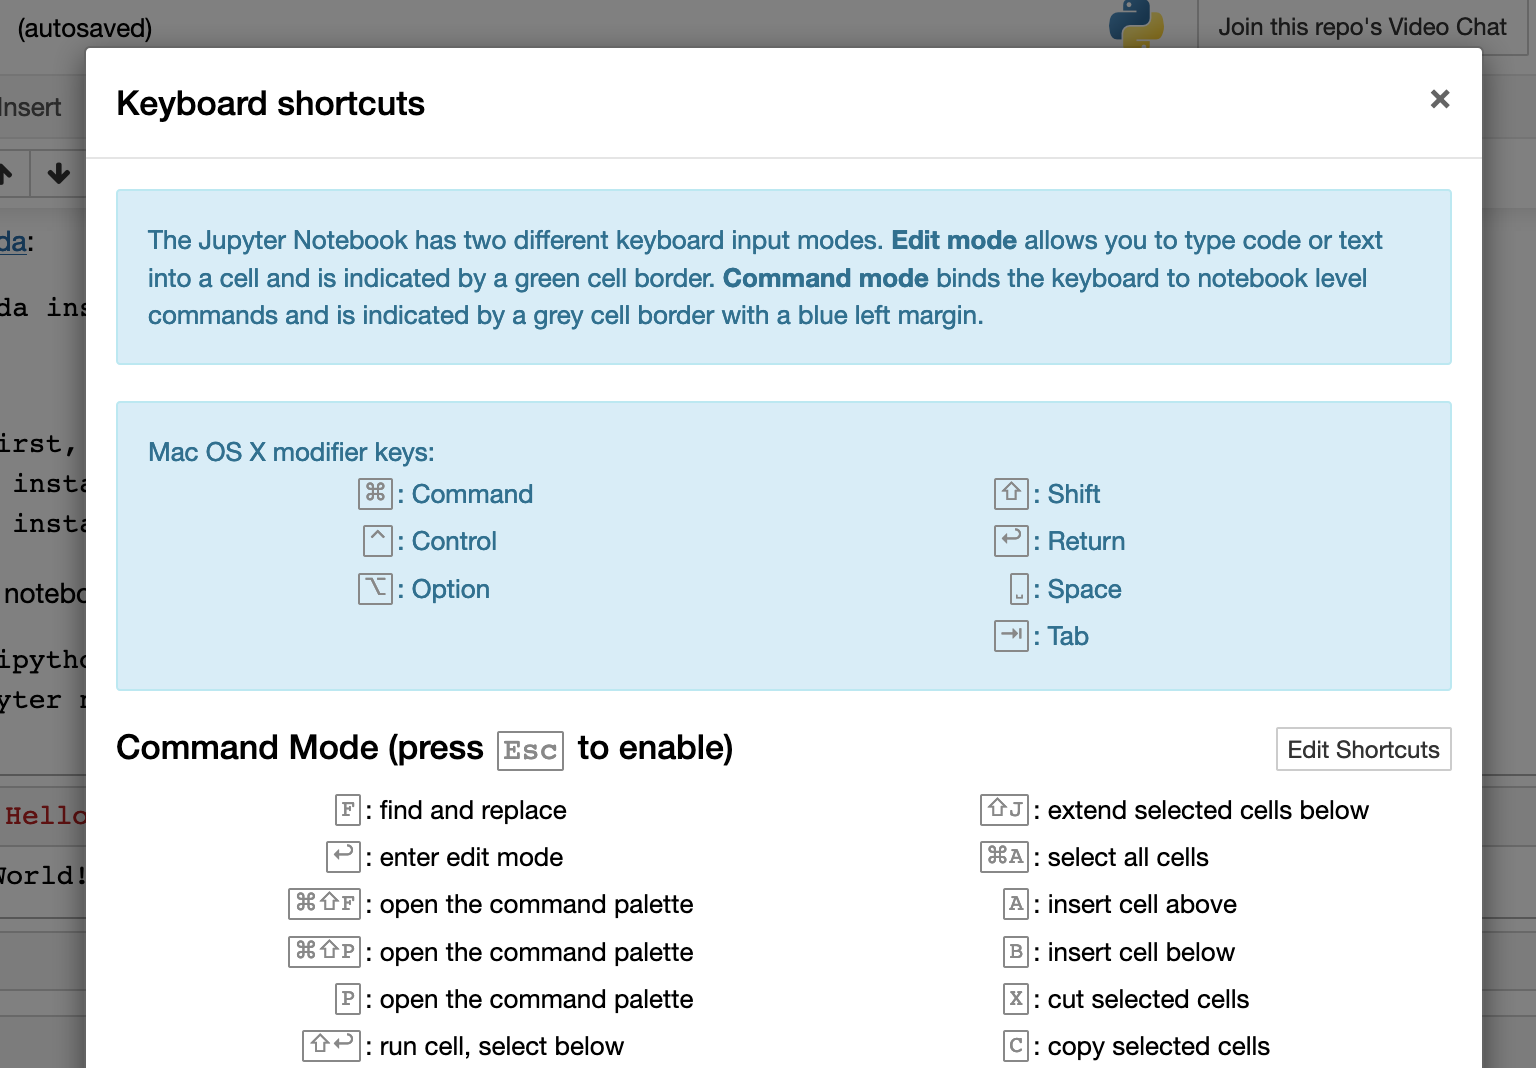 (autosaved)
Join this repo's Video Chat
Insert
Keyboard shortcuts
×
da:
The Jupyter Notebook has two different keyboard input modes. Edit mode allows you to type code or text
into a cell and is indicated by a green cell border. Command mode binds the keyboard to notebook level
commands and is indicated by a grey cell border with a blue left margin.
da ins
irst,
insta
insta
notebo
ipytho
yter
Hello
World!
Mac OS X modifier keys:
⌘: Command
^: Control
⌥: Option
⇧: Shift
↩: Return
␣: Space
⇥: Tab
Command Mode (press Esc to enable)
Edit Shortcuts
F: find and replace
↩: enter edit mode
⌘⇧F: open the command palette
⌘⇧P: open the command palette
P: open the command palette
⇧↩: run cell, select below
⇧J: extend selected cells below
⌘A: select all cells
A: insert cell above
B: insert cell below
X: cut selected cells
C: copy selected cells